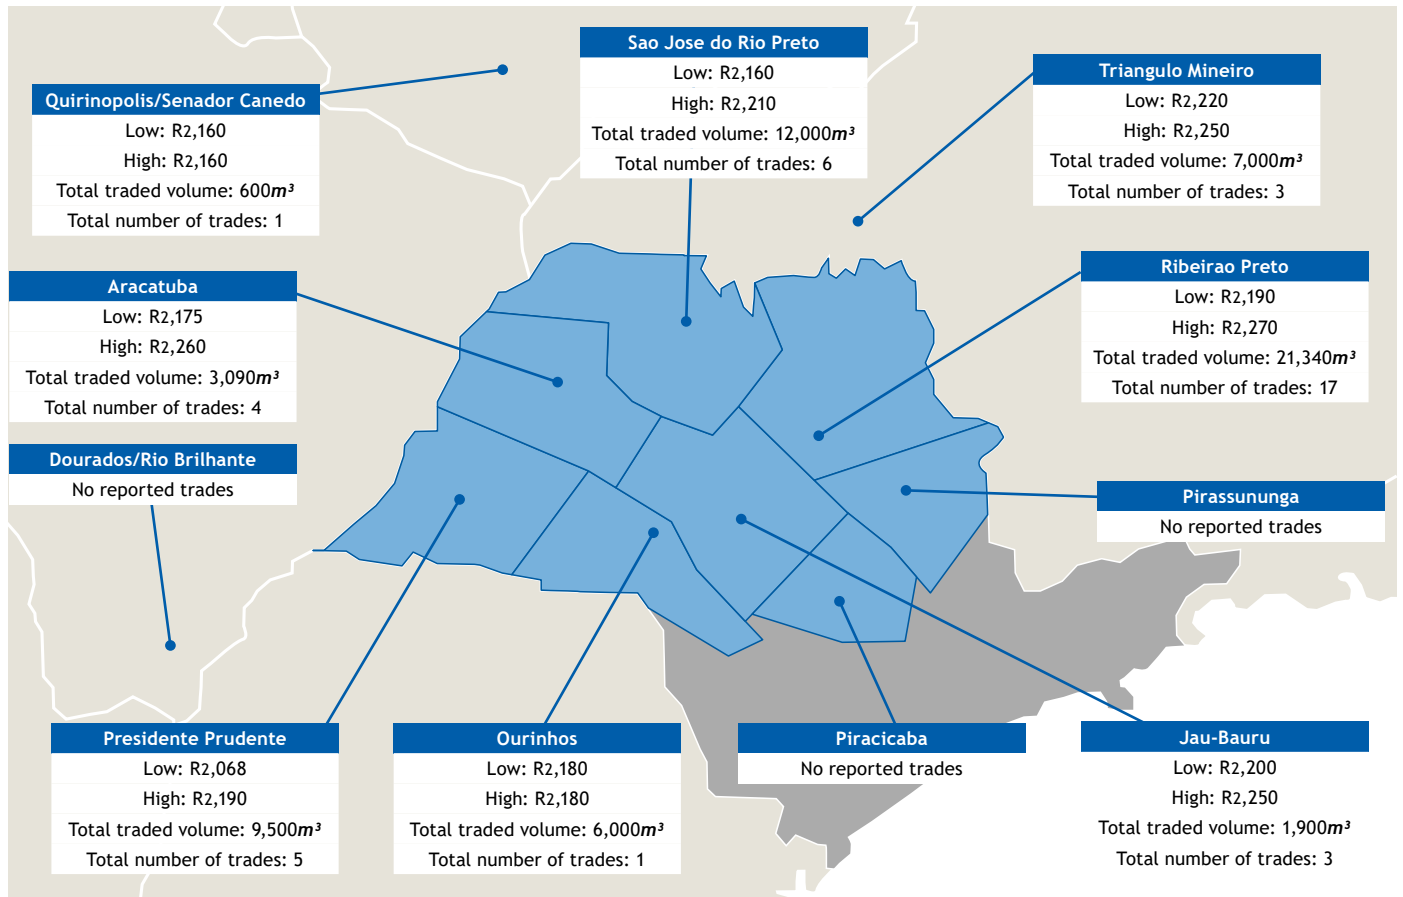 Sao Jose do Rio Preto
Low: R2,160
High: R2,210
Total traded volume: 12,000m³
Total number of trades: 6
Triangulo Mineiro
Low: R2,220
High: R2,250
Total traded volume: 7,000m³
Total number of trades: 3
Quirinopolis/Senador Canedo
Low: R2,160
High: R2,160
Total traded volume: 600m³
Total number of trades: 1
Ribeirao Preto
Low: R2,190
High: R2,270
Total traded volume: 21,340m³
Total number of trades: 17
Aracatuba
Low: R2,175
High: R2,260
Total traded volume: 3,090m³
Total number of trades: 4
Dourados/Rio Brilhante
No reported trades
Pirassununga
No reported trades
Presidente Prudente
Low: R2,068
High: R2,190
Total traded volume: 9,500m³
Total number of trades: 5
Ourinhos
Low: R2,180
High: R2,180
Total traded volume: 6,000m³
Total number of trades: 1
Piracicaba
No reported trades
Jau-Bauru
Low: R2,200
High: R2,250
Total traded volume: 1,900m³
Total number of trades: 3